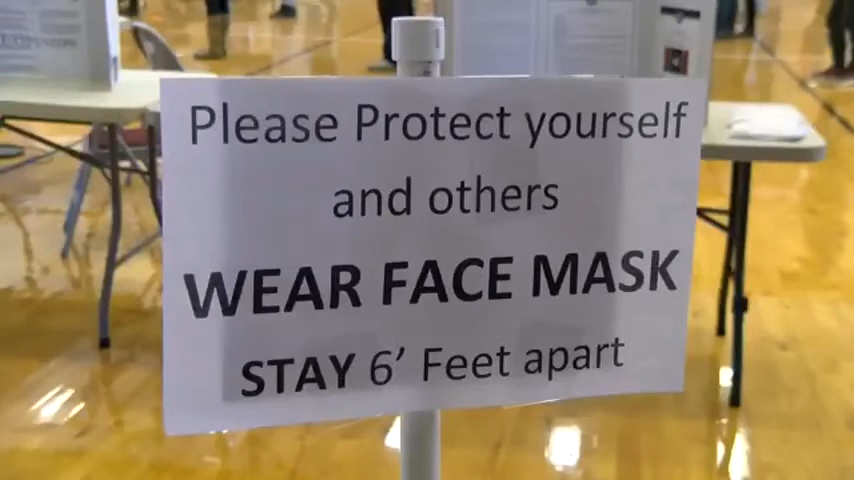 Please Protect yourself
and others
WEAR FACE MASK
STAY 6’ Feet apart